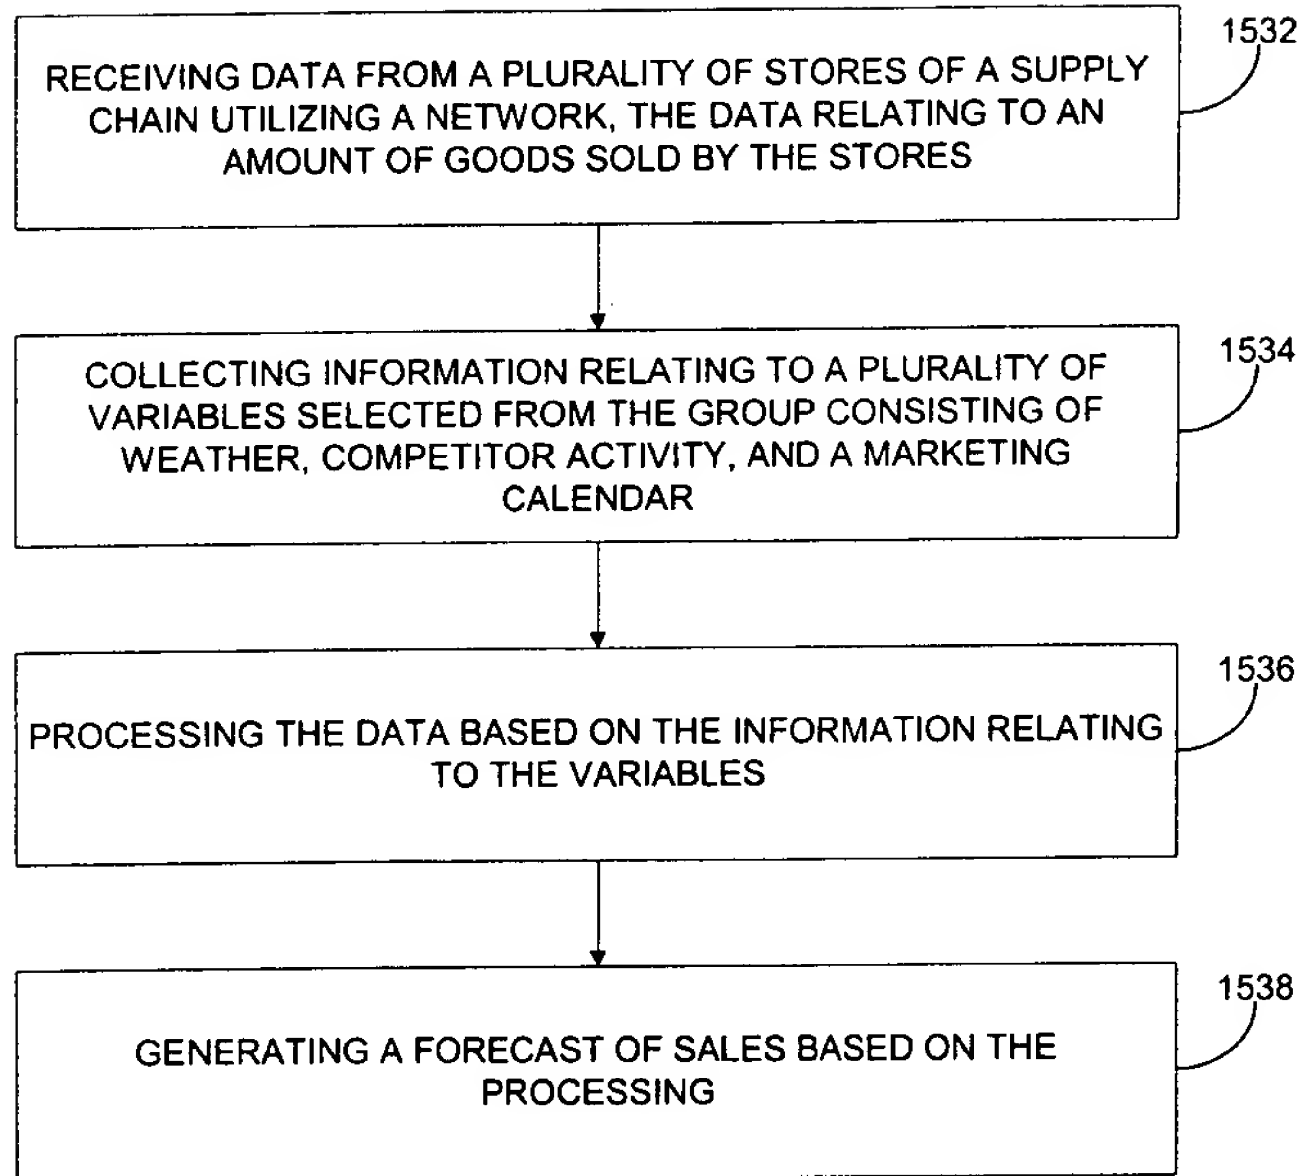 1532
RECEIVING DATA FROM A PLURALITY OF STORES OF A SUPPLY
CHAIN UTILIZING A NETWORK, THE DATA RELATING TO AN
AMOUNT OF GOODS SOLD BY THE STORES
1534
COLLECTING INFORMATION RELATING TO A PLURALITY OF
VARIABLES SELECTED FROM THE GROUP CONSISTING OF
WEATHER, COMPETITOR ACTIVITY, AND A MARKETING
CALENDAR
1536
PROCESSING THE DATA BASED ON THE INFORMATION RELATING
TO THE VARIABLES
1538
GENERATING A FORECAST OF SALES BASED ON THE
PROCESSING